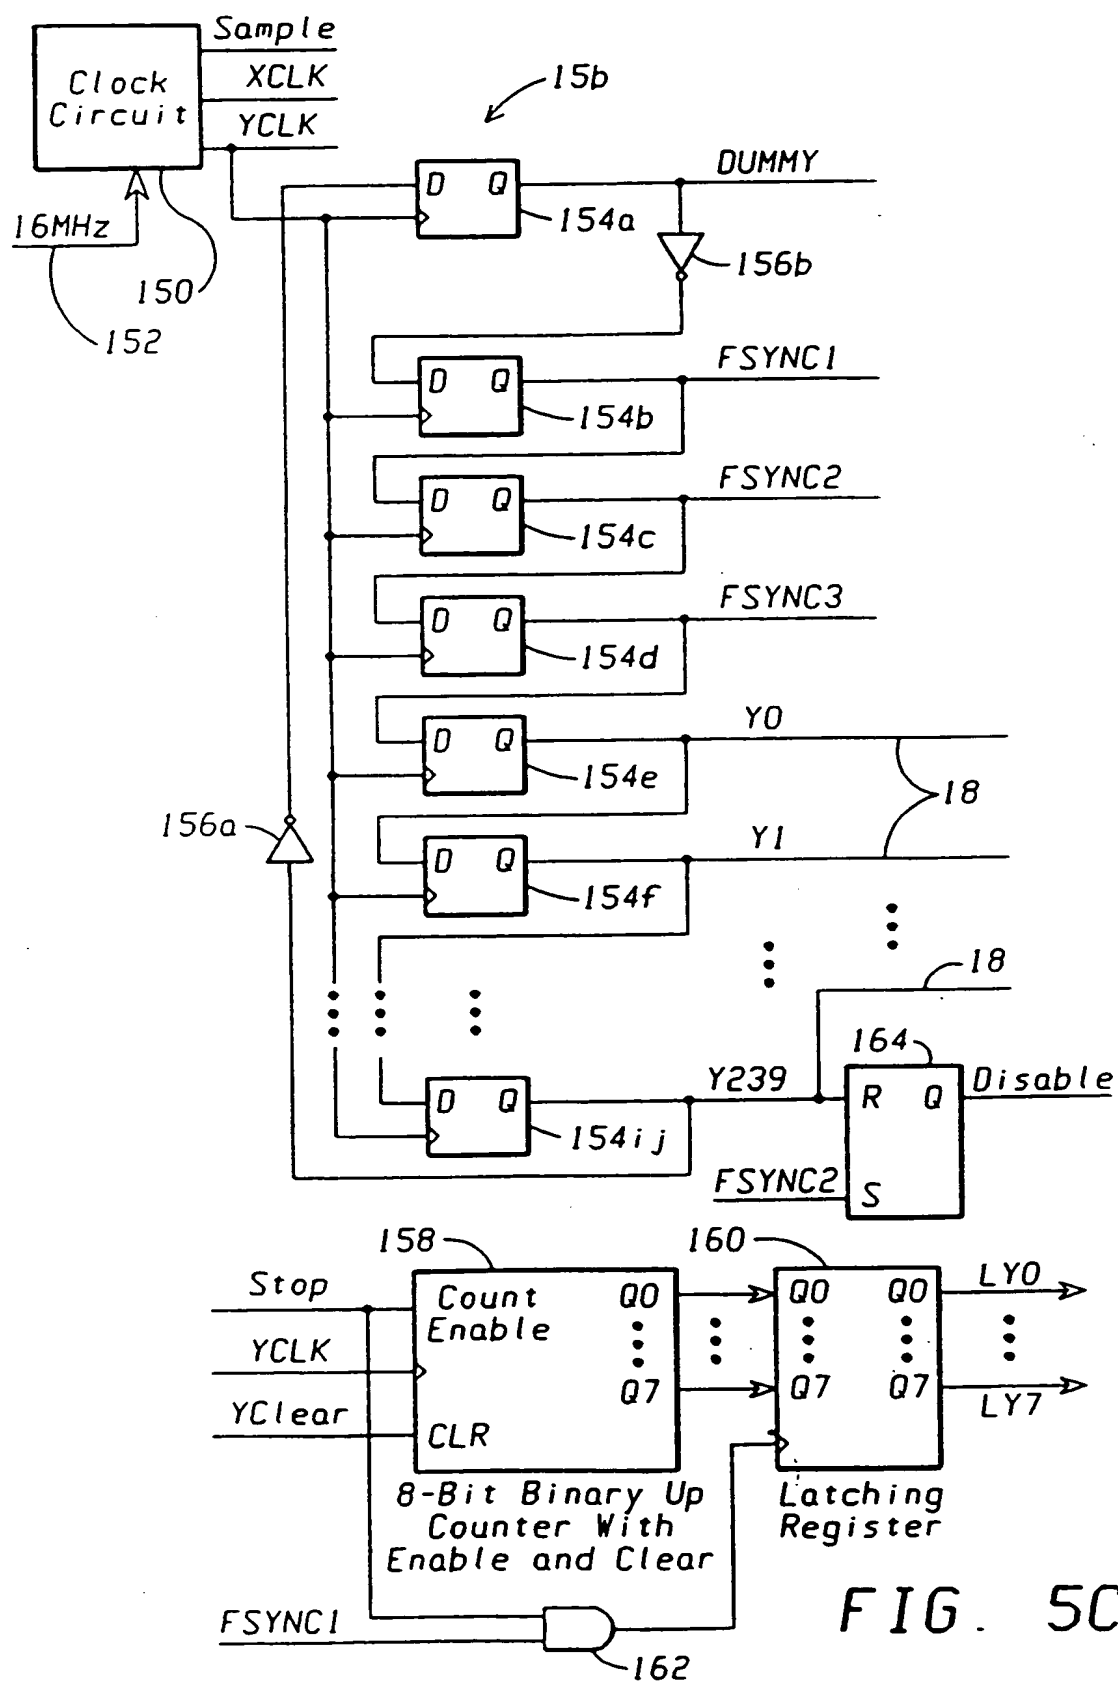 Sample
Clock
Circuit
XCLK
YCLK
16MHz
150
152
15b
D Q
154a
DUMMY
156b
D Q
154b
FSYNC1
D Q
154c
FSYNC2
D Q
154d
FSYNC3
D Q
154e
Y0
18
156a
D Q
154f
Y1
18
D Q
154ij
Y239
164
R Q
S
Disable
FSYNC2
158
160
Stop
YCLK
YClear
Count
Enable
CLR
Q0
Q7
Q0 Q0
Q7 Q7
LY0
LY7
8-Bit Binary Up
Counter With
Enable and Clear
Latching
Register
FSYNC1
162
FIG. 5C